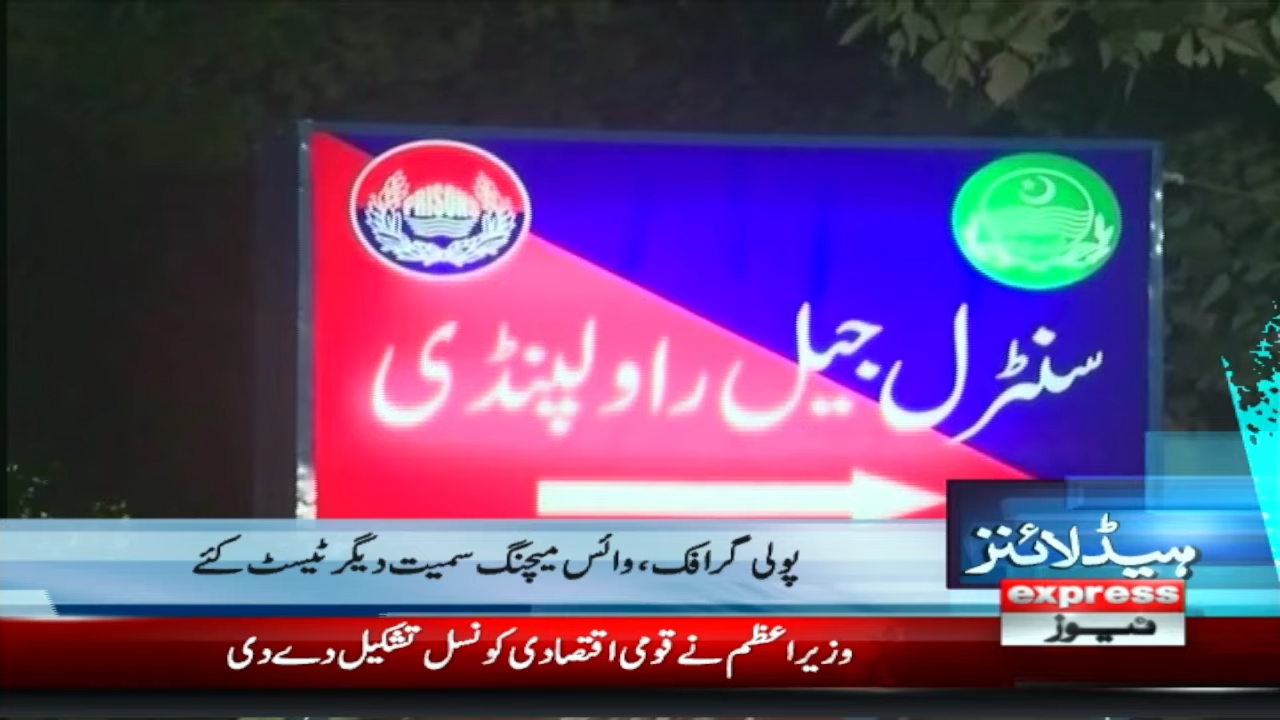 PRISONS
سنٹرل جیل راولپنڈی
ہیڈلائنز
پولی گرافک، وائس میچنگ سمیت دیگر ٹیسٹ کئے
express
نیوز
وزیراعظم نے قومی اقتصادی کونسل تشکیل دے دی